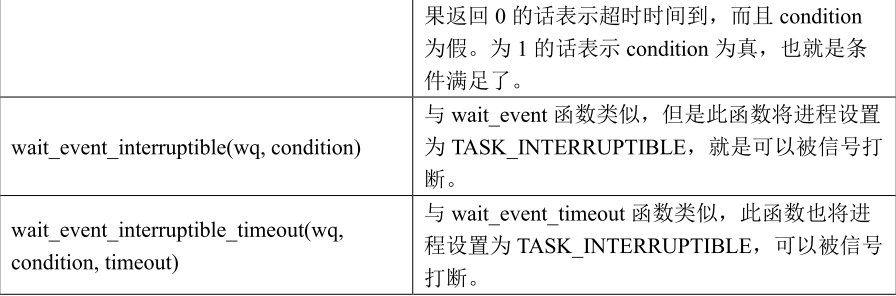 果返回 0 的话表示超时时间到，而且 condition
为假。为 1 的话表示 condition 为真，也就是条
件满足了。
wait_event_interruptible(wq, condition)
与 wait_event 函数类似，但是此函数将进程设置
为 TASK_INTERRUPTIBLE，就是可以被信号打
断。
wait_event_interruptible_timeout(wq,
condition, timeout)
与 wait_event_timeout 函数类似，此函数也将进
程设置为 TASK_INTERRUPTIBLE，可以被信号
打断。